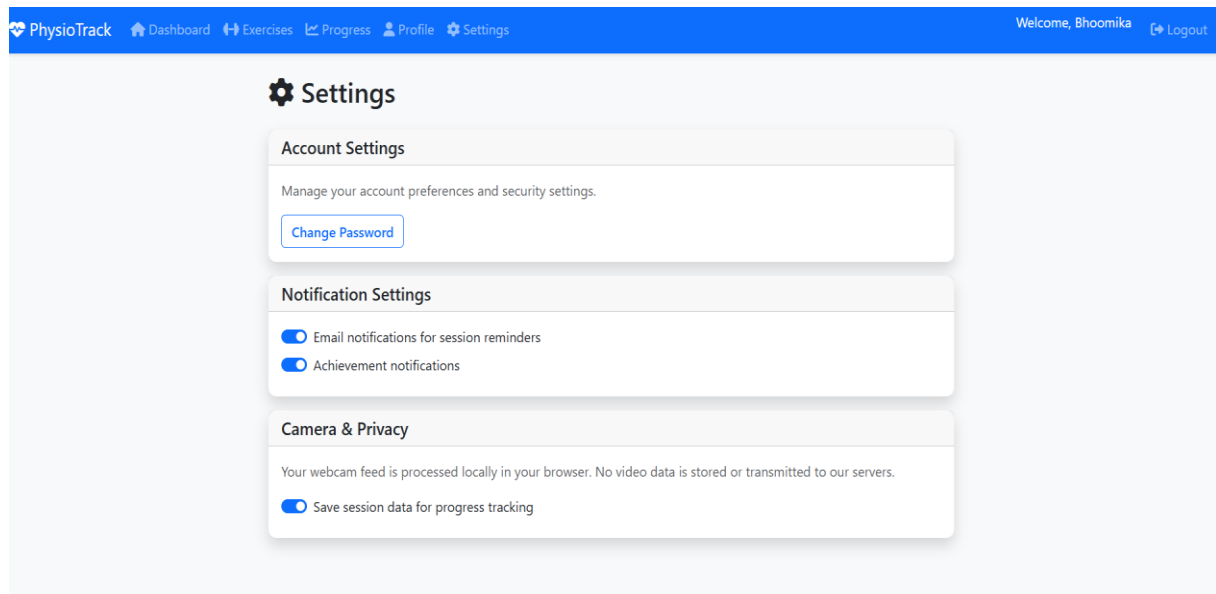 PhysioTrack Dashboard Exercises Progress Profile Settings Welcome, Bhoomika Logout
Settings
Account Settings
Manage your account preferences and security settings.
Change Password
Notification Settings
Email notifications for session reminders
Achievement notifications
Camera & Privacy
Your webcam feed is processed locally in your browser. No video data is stored or transmitted to our servers.
Save session data for progress tracking